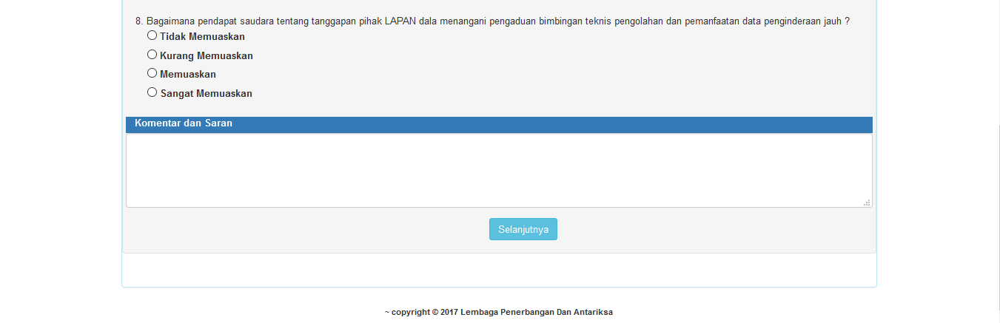 8. Bagaimana pendapat saudara tentang tanggapan pihak LAPAN dala menangani pengaduan bimbingan teknis pengolahan dan pemanfaatan data penginderaan jauh ?
Tidak Memuaskan
Kurang Memuaskan
Memuaskan
Sangat Memuaskan
Komentar dan Saran
Selanjutnya
~ copyright © 2017 Lembaga Penerbangan Dan Antariksa